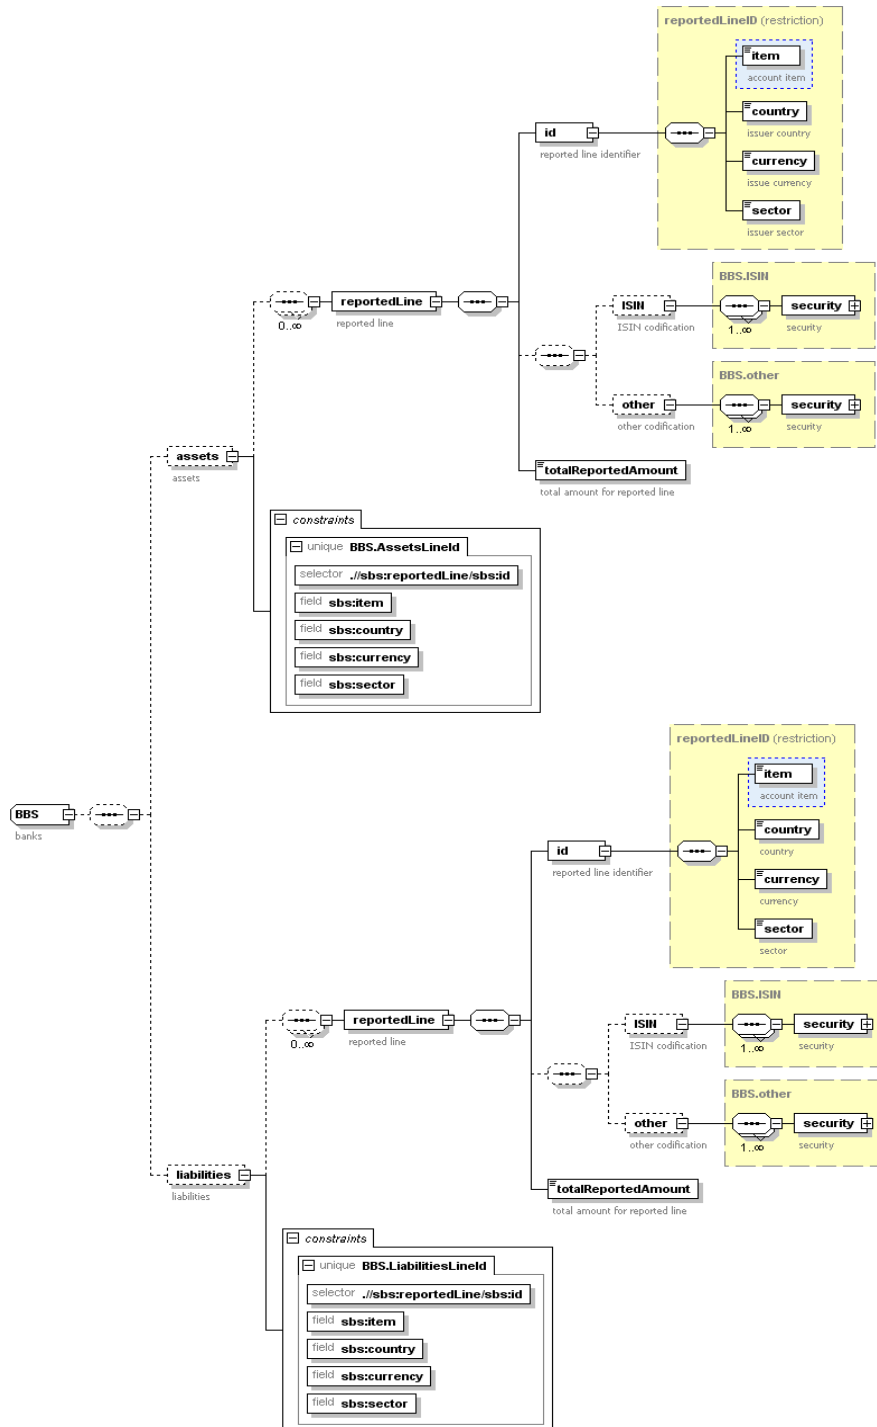 reportedLineID (restriction)
item
account item
country
issuer country
currency
issue currency
sector
issuer sector
id
reported line identifier
BBS.ISIN
ISIN
ISIN codification
security
security
1..∞
reportedLine
reported line
0..∞
BBS.other
other
other codification
security
security
1..∞
assets
assets
totalReportedAmount
total amount for reported line
constraints
unique BBS.AssetsLineId
selector .//sbs:reportedLine/sbs:id
field sbs:item
field sbs:country
field sbs:currency
field sbs:sector
BBS
banks
reportedLineID (restriction)
item
account item
country
country
currency
currency
sector
sector
id
reported line identifier
BBS.ISIN
ISIN
ISIN codification
security
security
1..∞
reportedLine
reported line
0..∞
BBS.other
other
other codification
security
security
1..∞
liabilities
liabilities
totalReportedAmount
total amount for reported line
constraints
unique BBS.LiabilitiesLineId
selector .//sbs:reportedLine/sbs:id
field sbs:item
field sbs:country
field sbs:currency
field sbs:sector